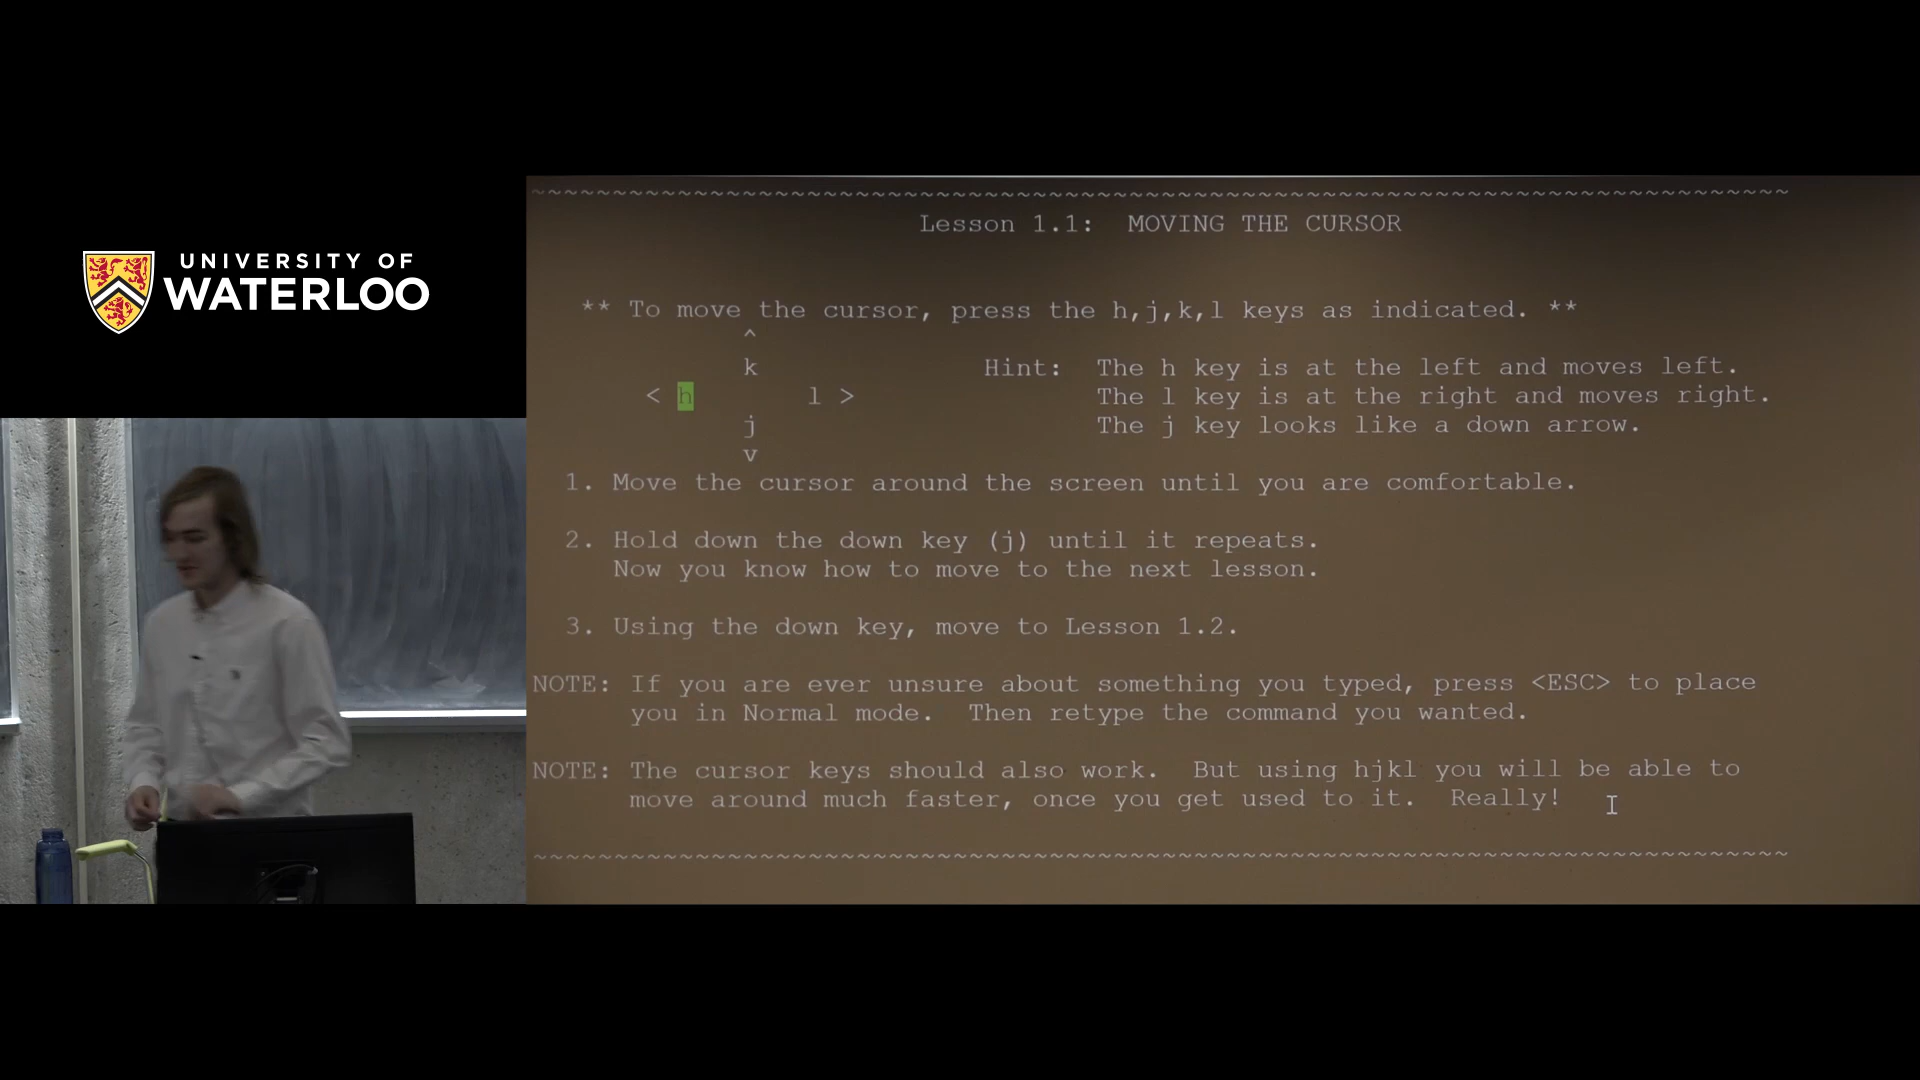 UNIVERSITY OF
WATERLOO
~~~~~~~~~~~~~~~~~~~~~~~~~~~~~~~~~~~~~~~~~~~~~~~~~~~~~~~~~~~~~~~~~~~~~~~~~~~~~~
Lesson 1.1:  MOVING THE CURSOR
** To move the cursor, press the h,j,k,l keys as indicated. **
^
k Hint:  The h key is at the left and moves left.
< h l > The l key is at the right and moves right.
j The j key looks like a down arrow.
v
1. Move the cursor around the screen until you are comfortable.
2. Hold down the down key (j) until it repeats.
Now you know how to move to the next lesson.
3. Using the down key, move to Lesson 1.2.
NOTE: If you are ever unsure about something you typed, press <ESC> to place
you in Normal mode.  Then retype the command you wanted.
NOTE: The cursor keys should also work.  But using hjkl you will be able to
move around much faster, once you get used to it.  Really!
~~~~~~~~~~~~~~~~~~~~~~~~~~~~~~~~~~~~~~~~~~~~~~~~~~~~~~~~~~~~~~~~~~~~~~~~~~~~~~